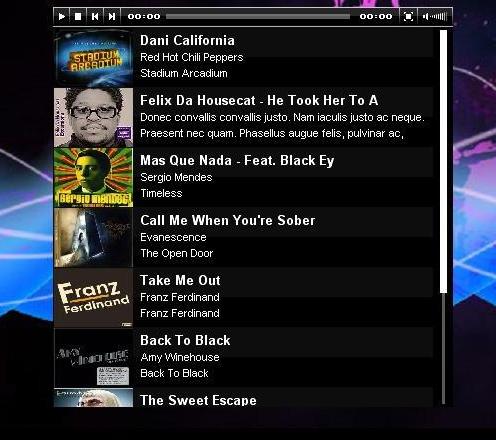 00:00 00:00
STADIUM
ARCADIUM
Dani California
Red Hot Chili Peppers
Stadium Arcadium
Felix Da Housecat - He Took Her To A
Donec convallis convallis justo. Nam iaculis justo ac neque.
Praesent nec quam. Phasellus augue felis, pulvinar ac,
SERGIO MENDES
Mas Que Nada - Feat. Black Ey
Sergio Mendes
Timeless
Call Me When You're Sober
Evanescence
The Open Door
Franz
Ferdinand
Take Me Out
Franz Ferdinand
Franz Ferdinand
AMY WINEHOUSE
Back To Black
Amy Winehouse
Back To Black
The Sweet Escape